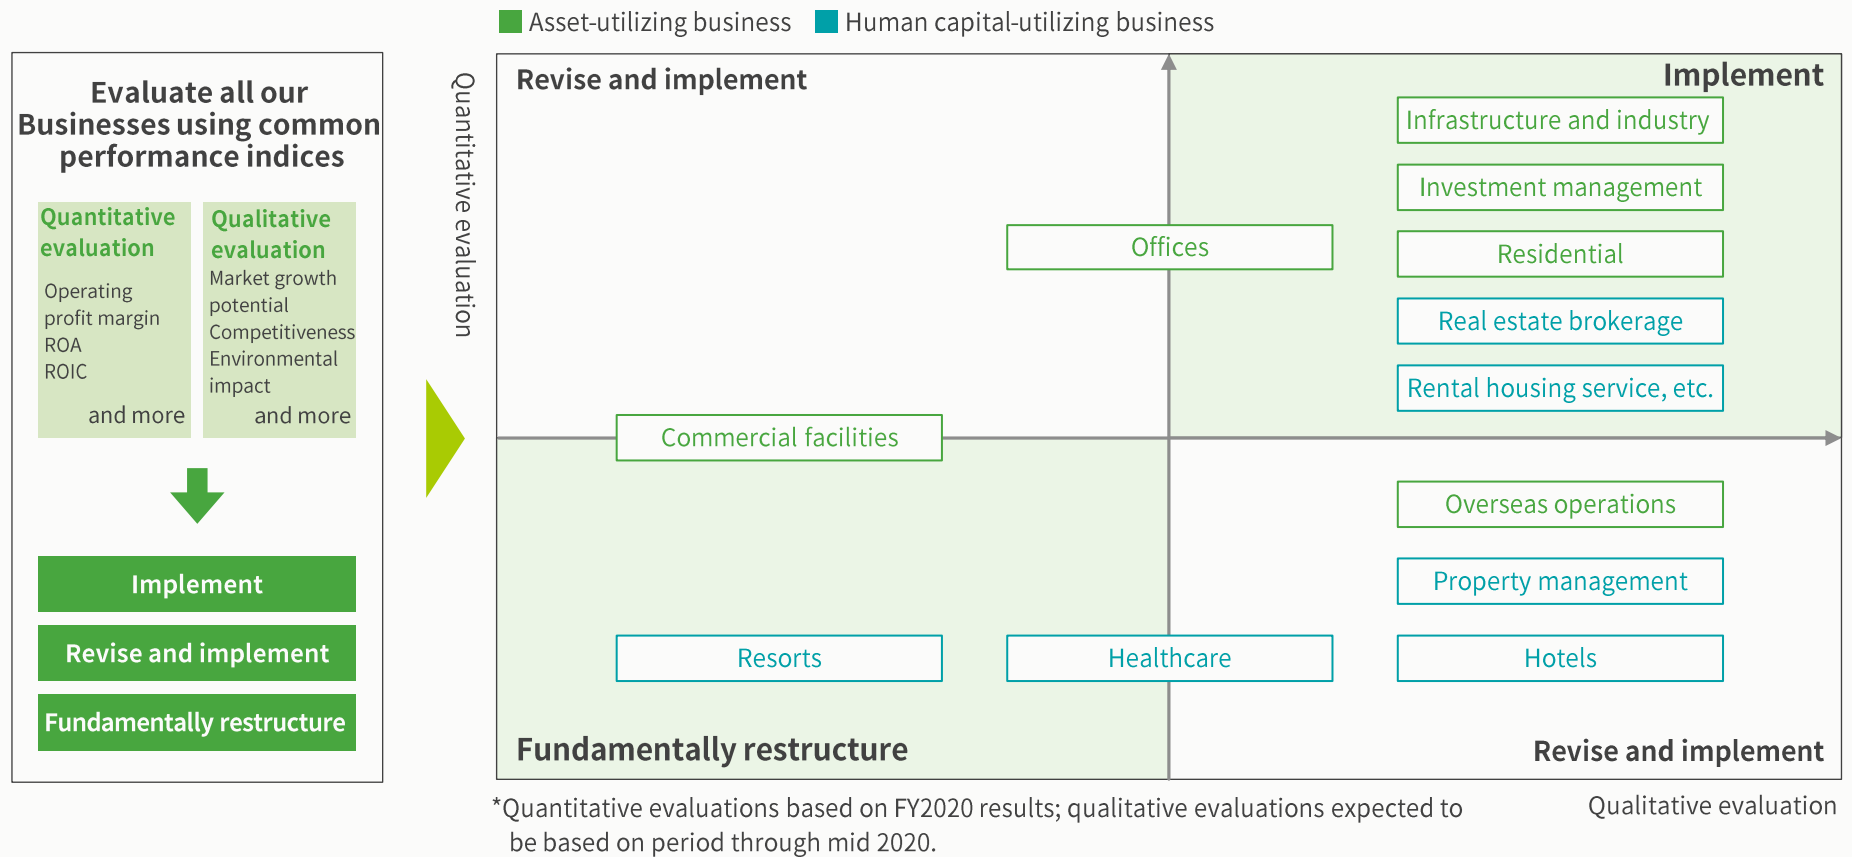 Asset-utilizing business
Human capital-utilizing business
Evaluate all our
Businesses using common
performance indices
Quantitative
evaluation
Operating
profit margin
ROA
ROIC
and more
Qualitative
evaluation
Market growth
potential
Competitiveness
Environmental
impact
and more
Implement
Revise and implement
Fundamentally restructure
Quantitative evaluation
Revise and implement
Implement
Infrastructure and industry
Investment management
Offices
Residential
Real estate brokerage
Rental housing service, etc.
Commercial facilities
Overseas operations
Property management
Resorts
Healthcare
Hotels
Fundamentally restructure
Revise and implement
*Quantitative evaluations based on FY2020 results; qualitative evaluations expected to
be based on period through mid 2020.
Qualitative evaluation